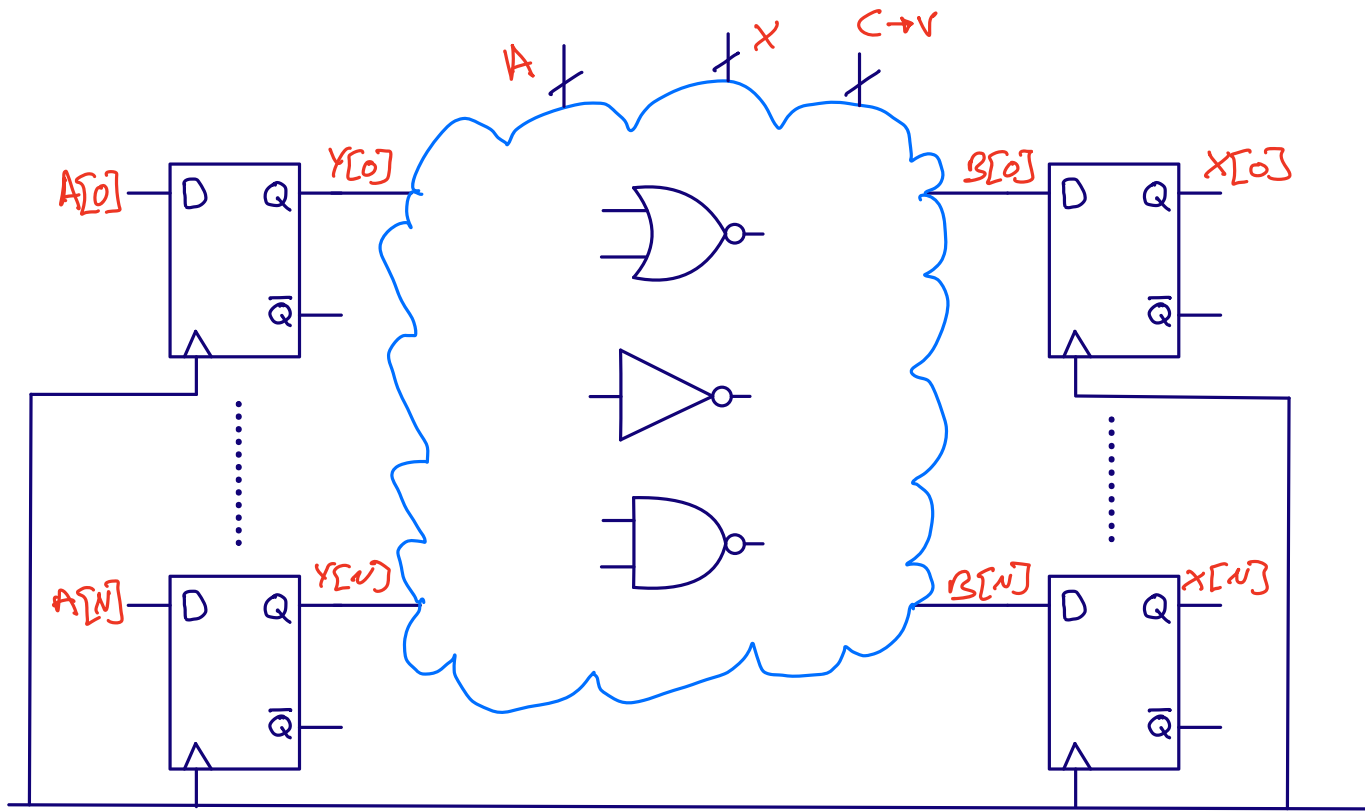 A
X
C→V
A[0]
D
Q
Y[0]
B[0]
D
Q
X[0]
Q̅
Q̅
A[N]
D
Q
Y[N]
B[N]
D
Q
X[N]
Q̅
Q̅